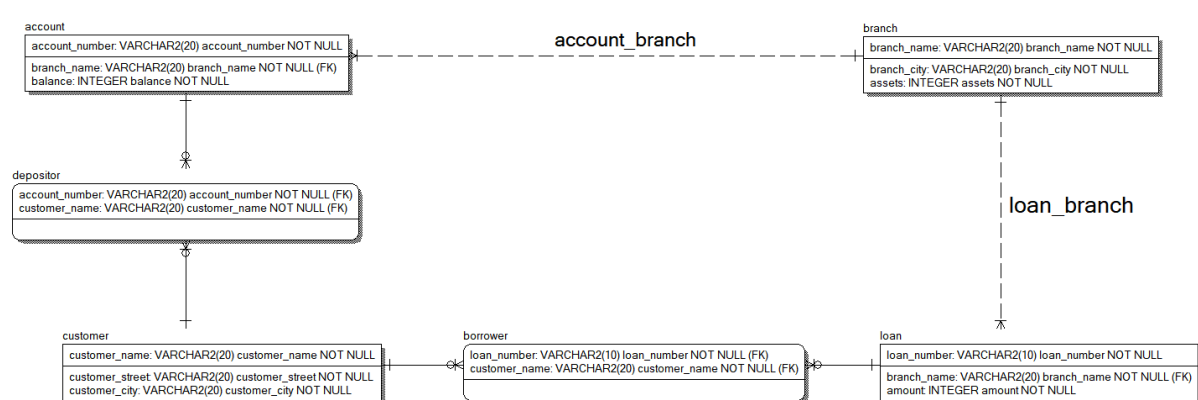 account
account_number: VARCHAR2(20) account_number NOT NULL
branch_name: VARCHAR2(20) branch_name NOT NULL (FK)
balance: INTEGER balance NOT NULL
account_branch
branch
branch_name: VARCHAR2(20) branch_name NOT NULL
branch_city: VARCHAR2(20) branch_city NOT NULL
assets: INTEGER assets NOT NULL
depositor
account_number: VARCHAR2(20) account_number NOT NULL (FK)
customer_name: VARCHAR2(20) customer_name NOT NULL (FK)
loan_branch
customer
customer_name: VARCHAR2(20) customer_name NOT NULL
customer_street: VARCHAR2(20) customer_street NOT NULL
customer_city: VARCHAR2(20) customer_city NOT NULL
borrower
loan_number: VARCHAR2(10) loan_number NOT NULL (FK)
customer_name: VARCHAR2(20) customer_name NOT NULL (FK)
loan
loan_number: VARCHAR2(10) loan_number NOT NULL
branch_name: VARCHAR2(20) branch_name NOT NULL (FK)
amount: INTEGER amount NOT NULL